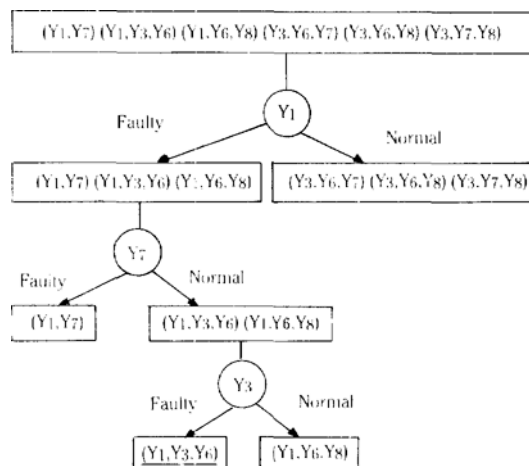 (Y1,Y7) (Y1,Y3,Y6) (Y1,Y6,Y8) (Y3,Y6,Y7) (Y3,Y6,Y8) (Y3,Y7,Y8)
Y1
Faulty
Normal
(Y1,Y7) (Y1,Y3,Y6) (Y1,Y6,Y8)
(Y3,Y6,Y7) (Y3,Y6,Y8) (Y3,Y7,Y8)
Y7
Faulty
Normal
(Y1,Y7)
(Y1,Y3,Y6) (Y1,Y6,Y8)
Y3
Faulty
Normal
(Y1,Y3,Y6)
(Y1,Y6,Y8)